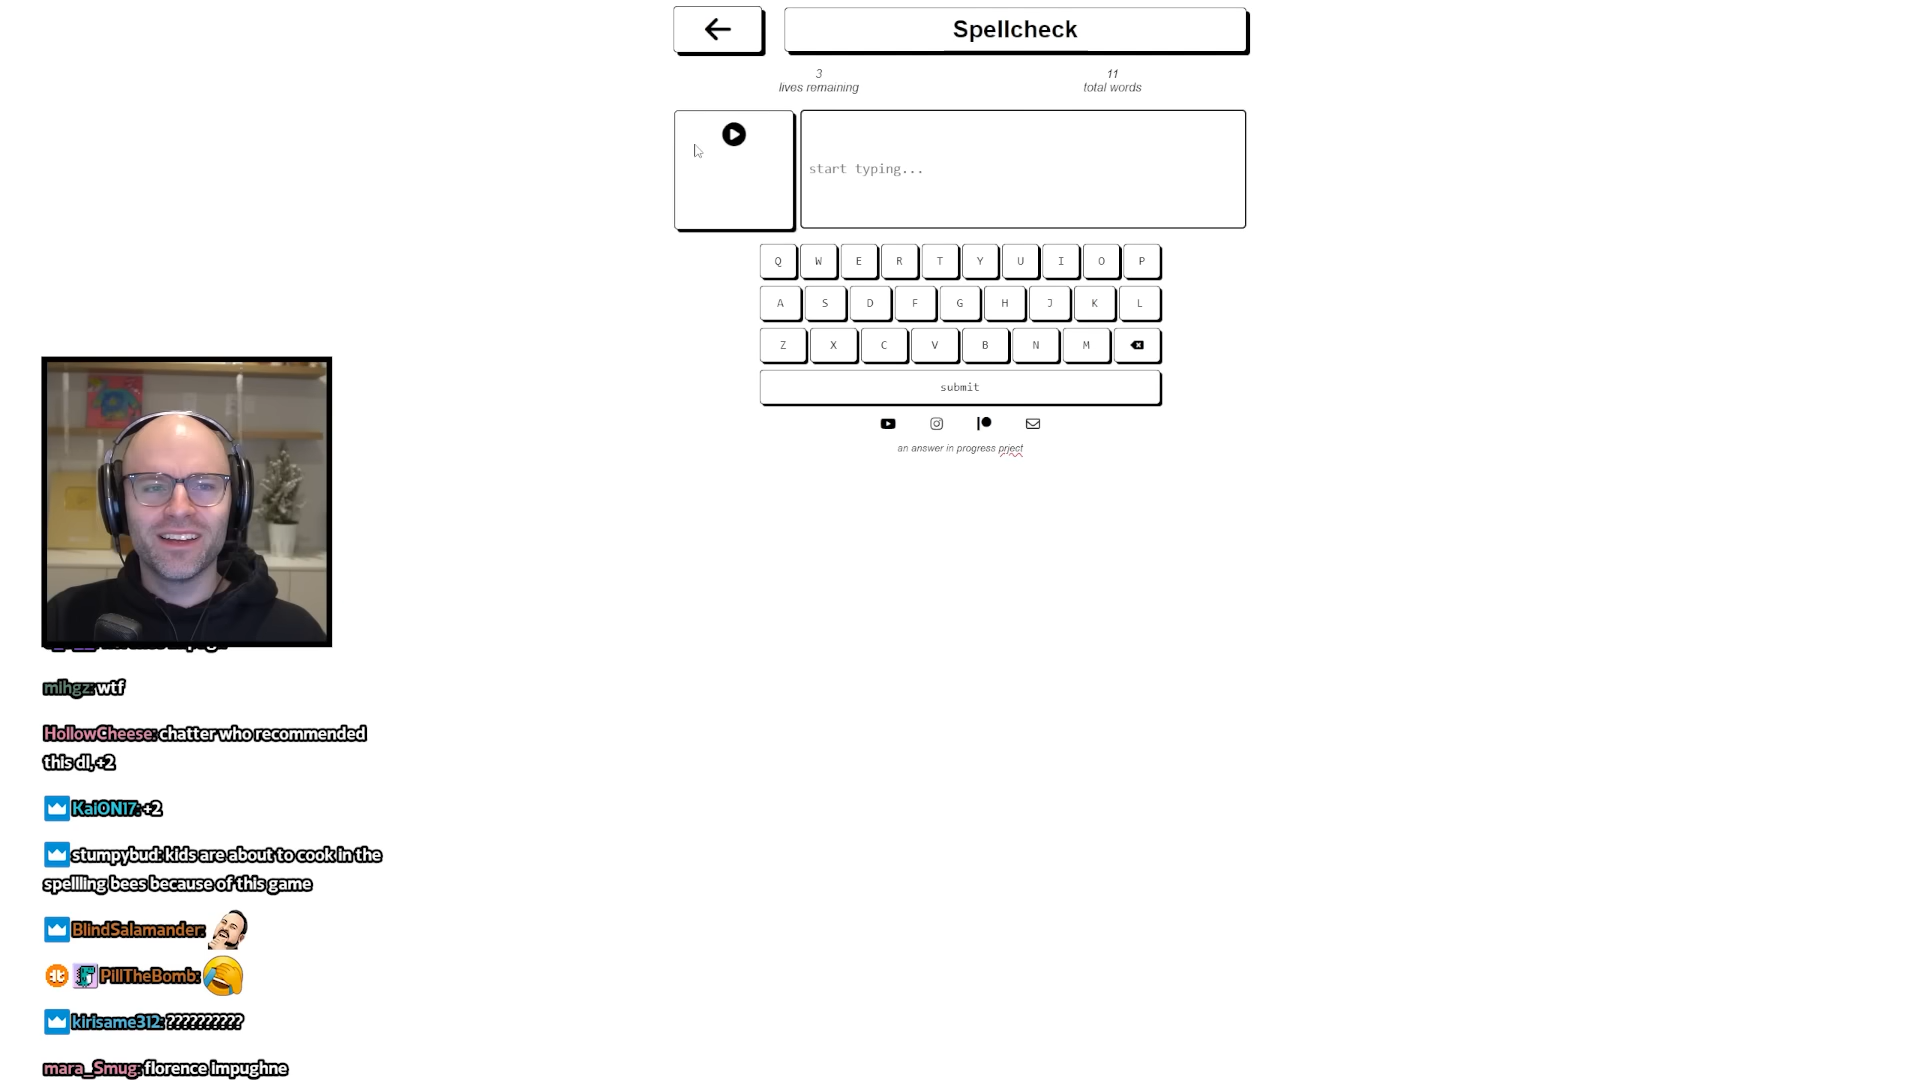 Spellcheck
3
lives remaining
11
total words
start typing...
Q W E R T Y U I O P
A S D F G H J K L
Z X C V B N M
submit
an answer in progress prject
mihgz: wtf
HollowCheese: chatter who recommended
this dl,+2
KaiON17: +2
stumpybud: kids are about to cook in the
spellling bees because of this game
BlindSalamander:
PillTheBomb:
kirisame312: ??????????
mara_Smug: florence impughne